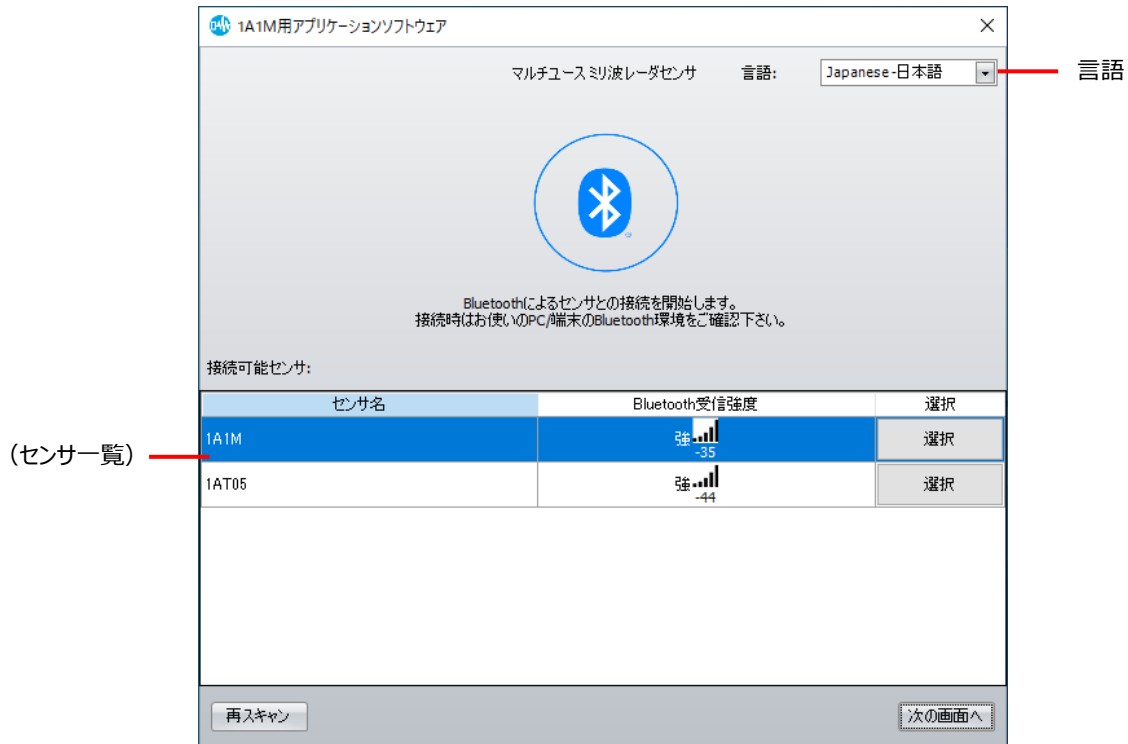 1A1M用アプリケーションソフトウェア
マルチユースミリ波レーダセンサ 言語: Japanese-日本語
言語
Bluetoothによるセンサとの接続を開始します。
接続時はお使いのPC/端末のBluetooth環境をご確認下さい。
接続可能センサ:
センサ名 Bluetooth受信強度 選択
(センサ一覧)
1A1M 強 -35 選択
1AT05 強 -44 選択
再スキャン 次の画面へ